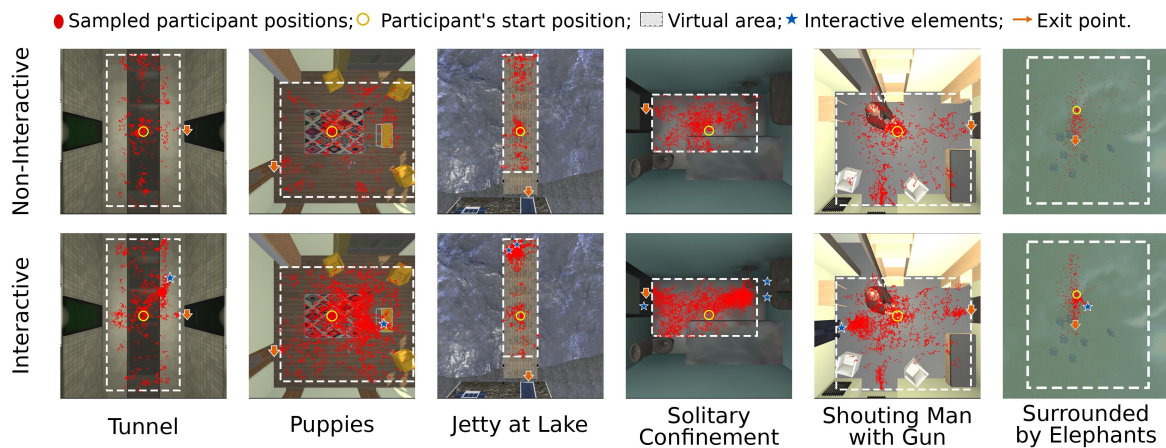 Sampled participant positions; Participant's start position; Virtual area; Interactive elements; Exit point.
Non-Interactive
Interactive
Tunnel
Puppies
Jetty at Lake
Solitary
Confinement
Shouting Man
with Gun
Surrounded
by Elephants